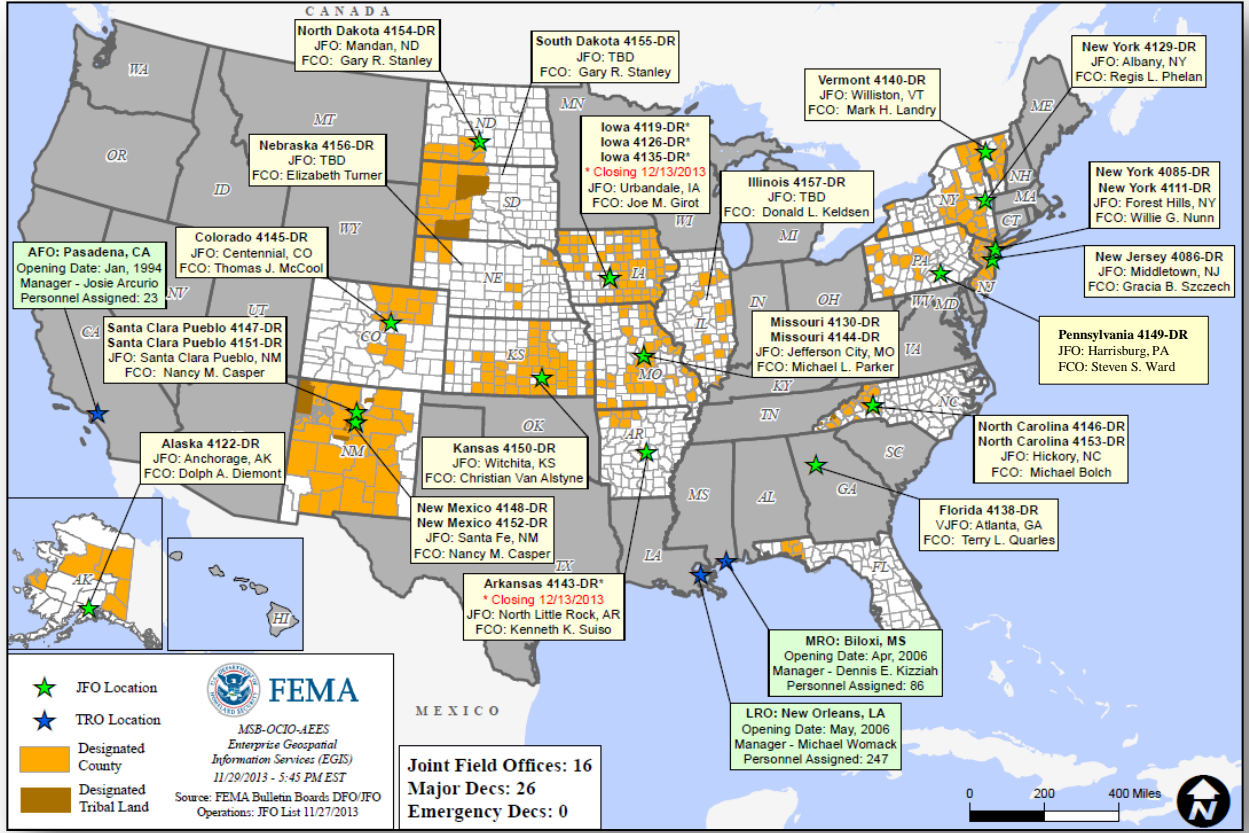 CANADA
North Dakota 4154-DR
JFO: Mandan, ND
FCO: Gary R. Stanley
South Dakota 4155-DR
JFO: TBD
FCO: Gary R. Stanley
New York 4129-DR
JFO: Albany, NY
FCO: Regis L. Phelan
Vermont 4140-DR
JFO: Williston, VT
FCO: Mark H. Landry
Iowa 4119-DR*
Iowa 4126-DR*
Iowa 4135-DR*
* Closing 12/13/2013
JFO: Urbandale, IA
FCO: Joe M. Girot
Nebraska 4156-DR
JFO: TBD
FCO: Elizabeth Turner
Illinois 4157-DR
JFO: TBD
FCO: Donald L. Keldsen
New York 4085-DR
New York 4111-DR
JFO: Forest Hills, NY
FCO: Willie G. Nunn
Colorado 4145-DR
JFO: Centennial, CO
FCO: Thomas J. McCool
AFO: Pasadena, CA
Opening Date: Jan, 1994
Manager - Josie Arcurio
Personnel Assigned: 23
New Jersey 4086-DR
JFO: Middletown, NJ
FCO: Gracia B. Szczech
Santa Clara Pueblo 4147-DR
Santa Clara Pueblo 4151-DR
JFO: Santa Clara Pueblo, NM
FCO: Nancy M. Casper
Missouri 4130-DR
Missouri 4144-DR
JFO: Jefferson City, MO
FCO: Michael L. Parker
Pennsylvania 4149-DR
JFO: Harrisburg, PA
FCO: Steven S. Ward
Alaska 4122-DR
JFO: Anchorage, AK
FCO: Dolph A. Diemont
Kansas 4150-DR
JFO: Witchita, KS
FCO: Christian Van Alstyne
North Carolina 4146-DR
North Carolina 4153-DR
JFO: Hickory, NC
FCO: Michael Bolch
New Mexico 4148-DR
New Mexico 4152-DR
JFO: Santa Fe, NM
FCO: Nancy M. Casper
Florida 4138-DR
VJFO: Atlanta, GA
FCO: Terry L. Quarles
Arkansas 4143-DR*
* Closing 12/13/2013
JFO: North Little Rock, AR
FCO: Kenneth K. Suiso
MRO: Biloxi, MS
Opening Date: Apr, 2006
Manager - Dennis E. Kizziah
Personnel Assigned: 86
LRO: New Orleans, LA
Opening Date: May, 2006
Manager - Michael Womack
Personnel Assigned: 247
WA
MT
ND
MN
ME
OR
ID
SD
WI
NH
NY
MA
CT
WY
MI
NE
IA
PA
NJ
NV
UT
IL
IN
OH
WV
MD
CA
CO
KS
MO
KY
VA
OK
TN
NC
NM
AR
SC
MS
AL
GA
TX
LA
FL
AK
HI
MEXICO
JFO Location
TRO Location
Designated
County
Designated
Tribal Land
FEMA
MSB-OCIO-AEES
Enterprise Geospatial
Information Services (EGIS)
11/29/2013 - 5:45 PM EST
Source: FEMA Bulletin Boards DFO/JFO
Operations: JFO List 11/27/2013
Joint Field Offices: 16
Major Decs: 26
Emergency Decs: 0
0 200 400 Miles
N